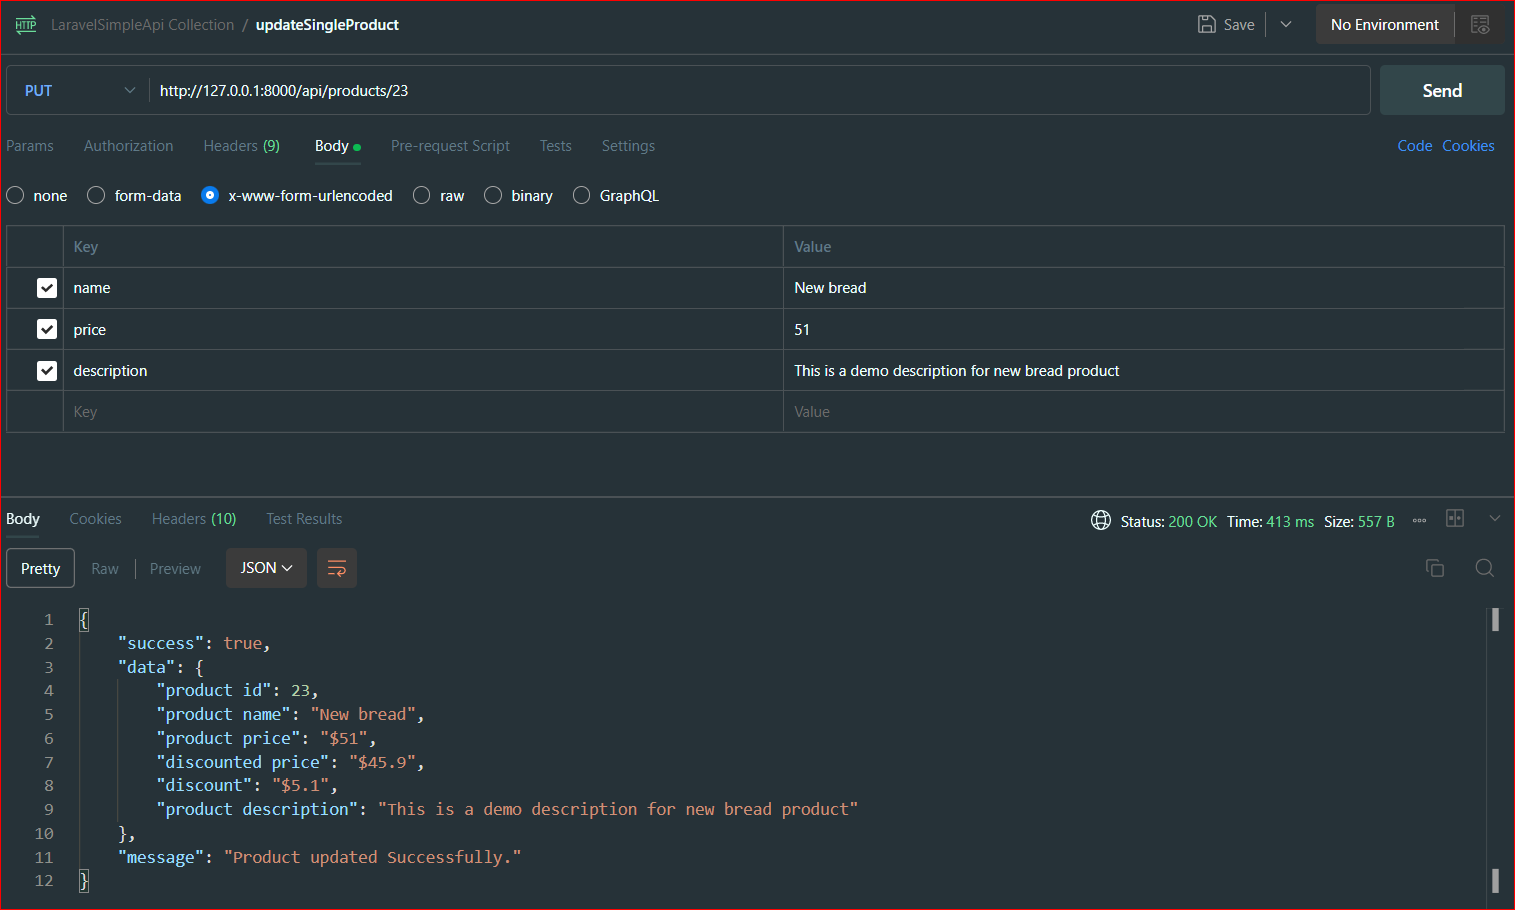 HTTP LaravelSimpleApi Collection / updateSingleProduct Save No Environment
PUT http://127.0.0.1:8000/api/products/23 Send
Params Authorization Headers (9) Body Pre-request Script Tests Settings Code Cookies
none form-data x-www-form-urlencoded raw binary GraphQL
Key Value
name New bread
price 51
description This is a demo description for new bread product
Key Value
Body Cookies Headers (10) Test Results Status: 200 OK Time: 413 ms Size: 557 B
Pretty Raw Preview JSON
1 {
2 "success": true,
3 "data": {
4 "product id": 23,
5 "product name": "New bread",
6 "product price": "$51",
7 "discounted price": "$45.9",
8 "discount": "$5.1",
9 "product description": "This is a demo description for new bread product"
10 },
11 "message": "Product updated Successfully."
12 }